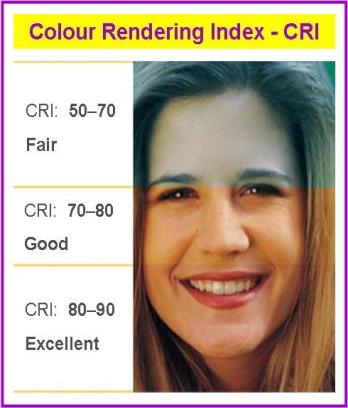 Colour Rendering Index - CRI
CRI: 50–70
Fair
CRI: 70–80
Good
CRI: 80–90
Excellent